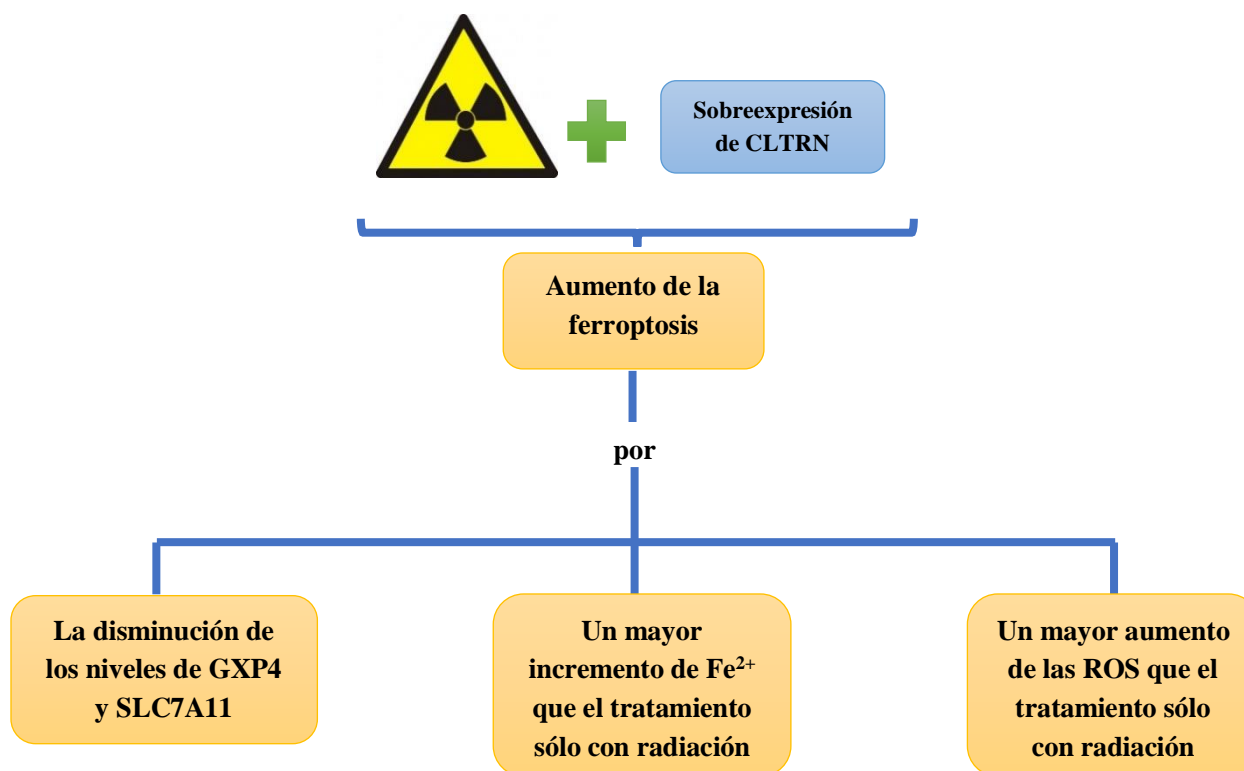 Sobreexpresión
de CLTRN
Aumento de la
ferroptosis
por
La disminución de
los niveles de GXP4
y SLC7A11
Un mayor
incremento de Fe²⁺
que el tratamiento
sólo con radiación
Un mayor aumento
de las ROS que el
tratamiento sólo
con radiación